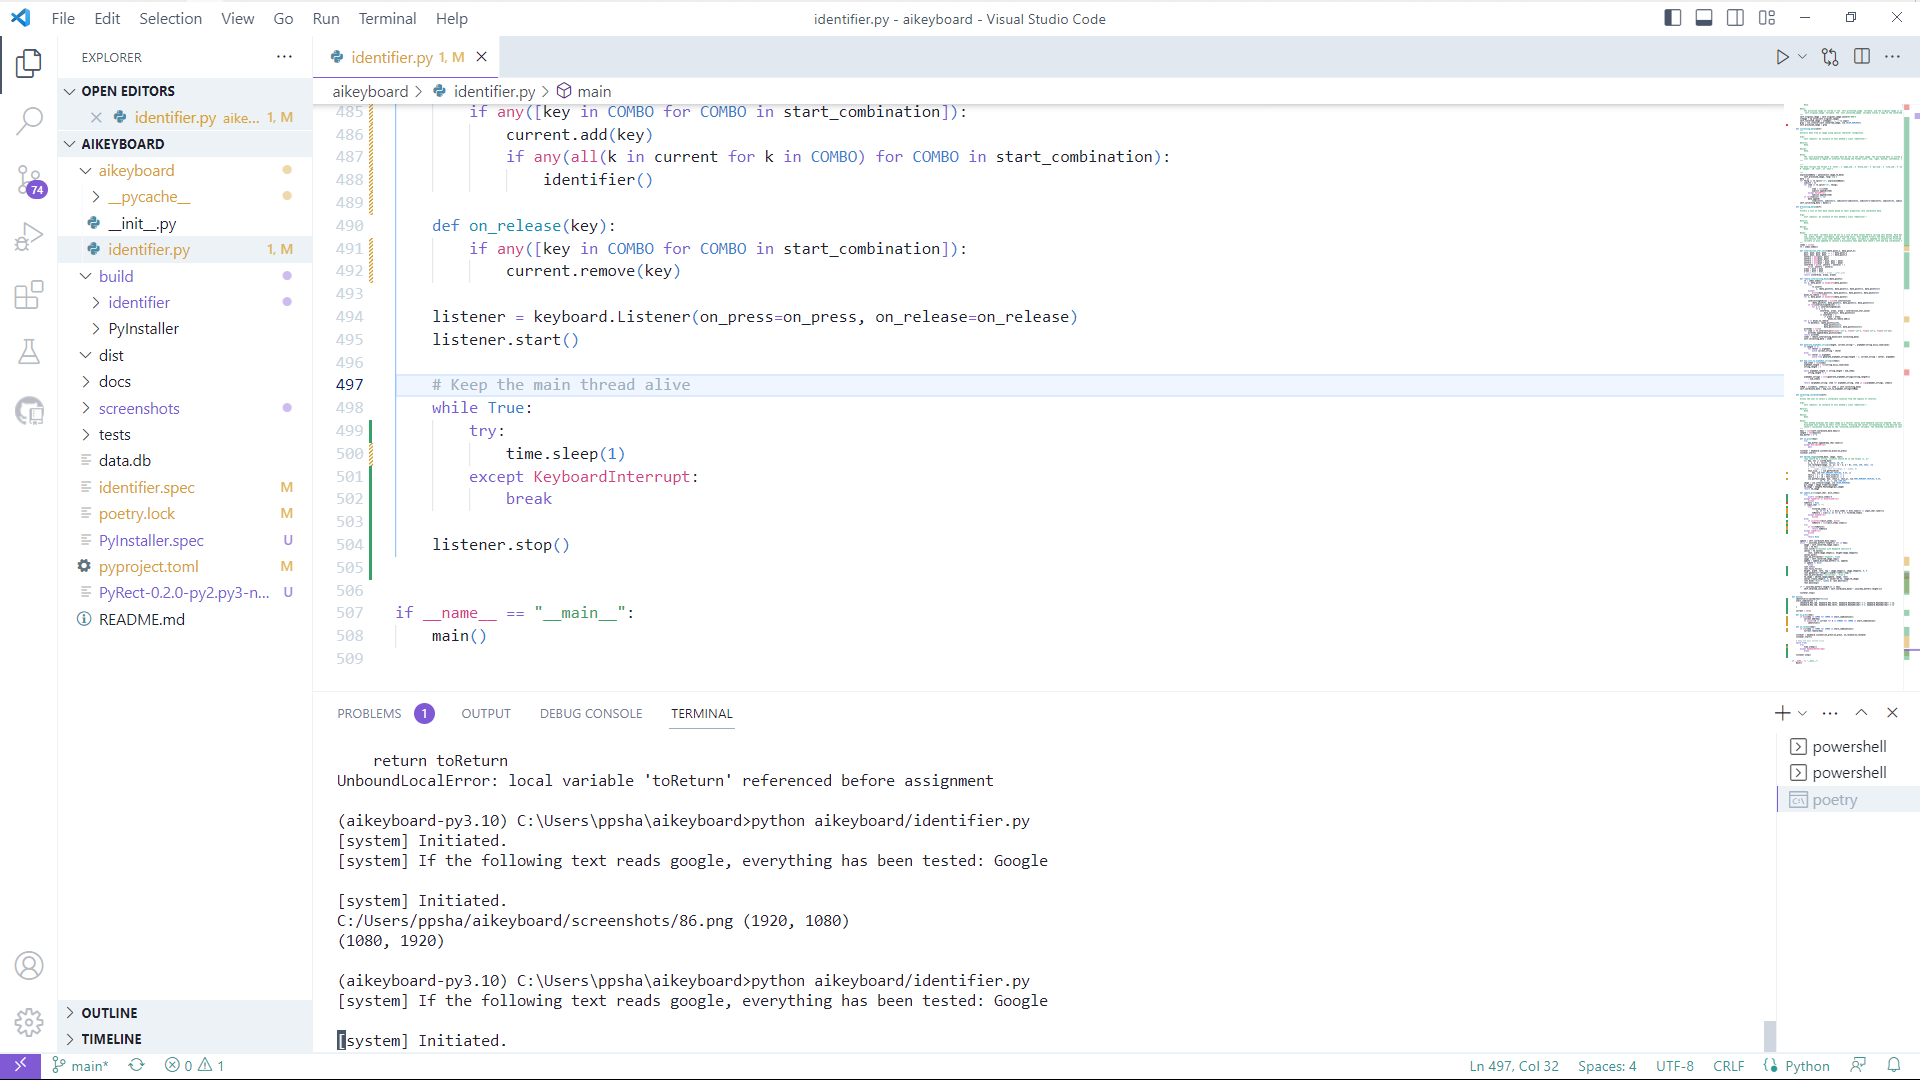 File Edit Selection View Go Run Terminal Help
identifier.py - aikeyboard - Visual Studio Code
EXPLORER
OPEN EDITORS
identifier.py aike... 1, M
AIKEYBOARD
aikeyboard
__pycache__
__init__.py
identifier.py 1, M
build
identifier
PyInstaller
dist
docs
screenshots
tests
data.db
identifier.spec M
poetry.lock M
PyInstaller.spec U
pyproject.toml M
PyRect-0.2.0-py2.py3-n... U
README.md
OUTLINE
TIMELINE
74
identifier.py 1, M
aikeyboard > identifier.py > main
485 if any([key in COMBO for COMBO in start_combination]):
486 current.add(key)
487 if any(all(k in current for k in COMBO) for COMBO in start_combination):
488 identifier()
489
490 def on_release(key):
491 if any([key in COMBO for COMBO in start_combination]):
492 current.remove(key)
493
494 listener = keyboard.Listener(on_press=on_press, on_release=on_release)
495 listener.start()
496
497 # Keep the main thread alive
498 while True:
499 try:
500 time.sleep(1)
501 except KeyboardInterrupt:
502 break
503
504 listener.stop()
505
506
507 if __name__ == "__main__":
508 main()
509
PROBLEMS 1 OUTPUT DEBUG CONSOLE TERMINAL
return toReturn
UnboundLocalError: local variable 'toReturn' referenced before assignment
(aikeyboard-py3.10) C:\Users\ppsha\aikeyboard>python aikeyboard/identifier.py
[system] Initiated.
[system] If the following text reads google, everything has been tested: Google
[system] Initiated.
C:/Users/ppsha/aikeyboard/screenshots/86.png (1920, 1080)
(1080, 1920)
(aikeyboard-py3.10) C:\Users\ppsha\aikeyboard>python aikeyboard/identifier.py
[system] If the following text reads google, everything has been tested: Google
[system] Initiated.
powershell
powershell
poetry
main* 0 1
Ln 497, Col 32 Spaces: 4 UTF-8 CRLF Python